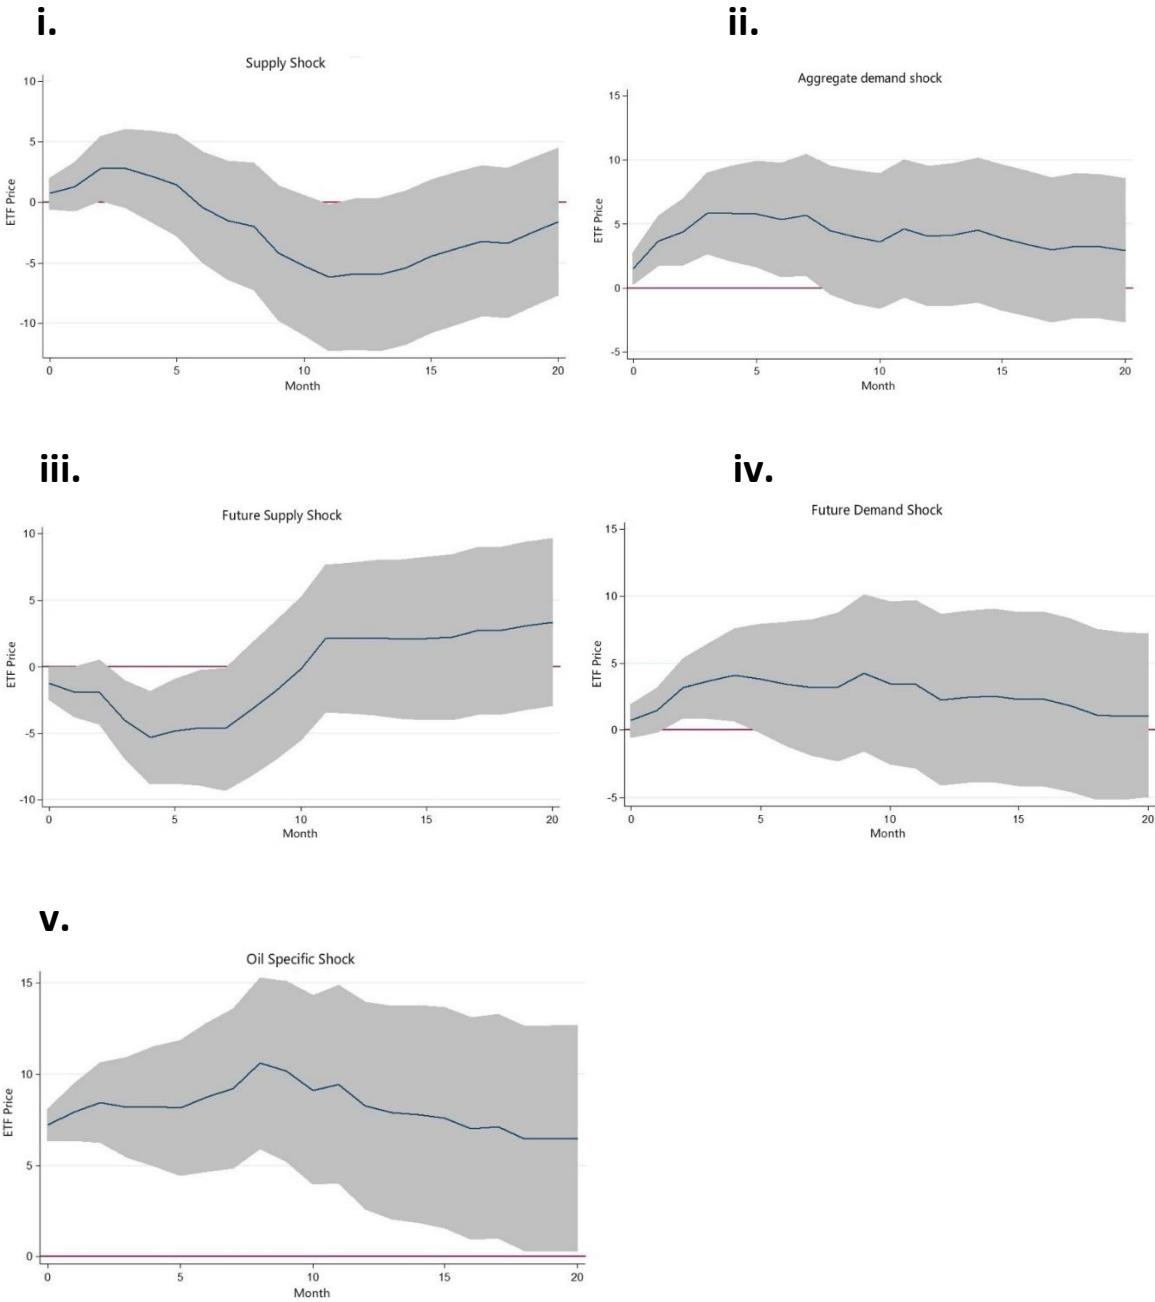 i.
Supply Shock
10
5
0
-5
-10
ETF Price
0 5 10 15 20
Month
ii.
Aggregate demand shock
15
10
5
0
-5
ETF Price
0 5 10 15 20
Month
iii.
Future Supply Shock
10
5
0
-5
-10
ETF Price
0 5 10 15 20
Month
iv.
Future Demand Shock
15
10
5
0
-5
ETF Price
0 5 10 15 20
Month
v.
Oil Specific Shock
15
10
5
0
ETF Price
0 5 10 15 20
Month